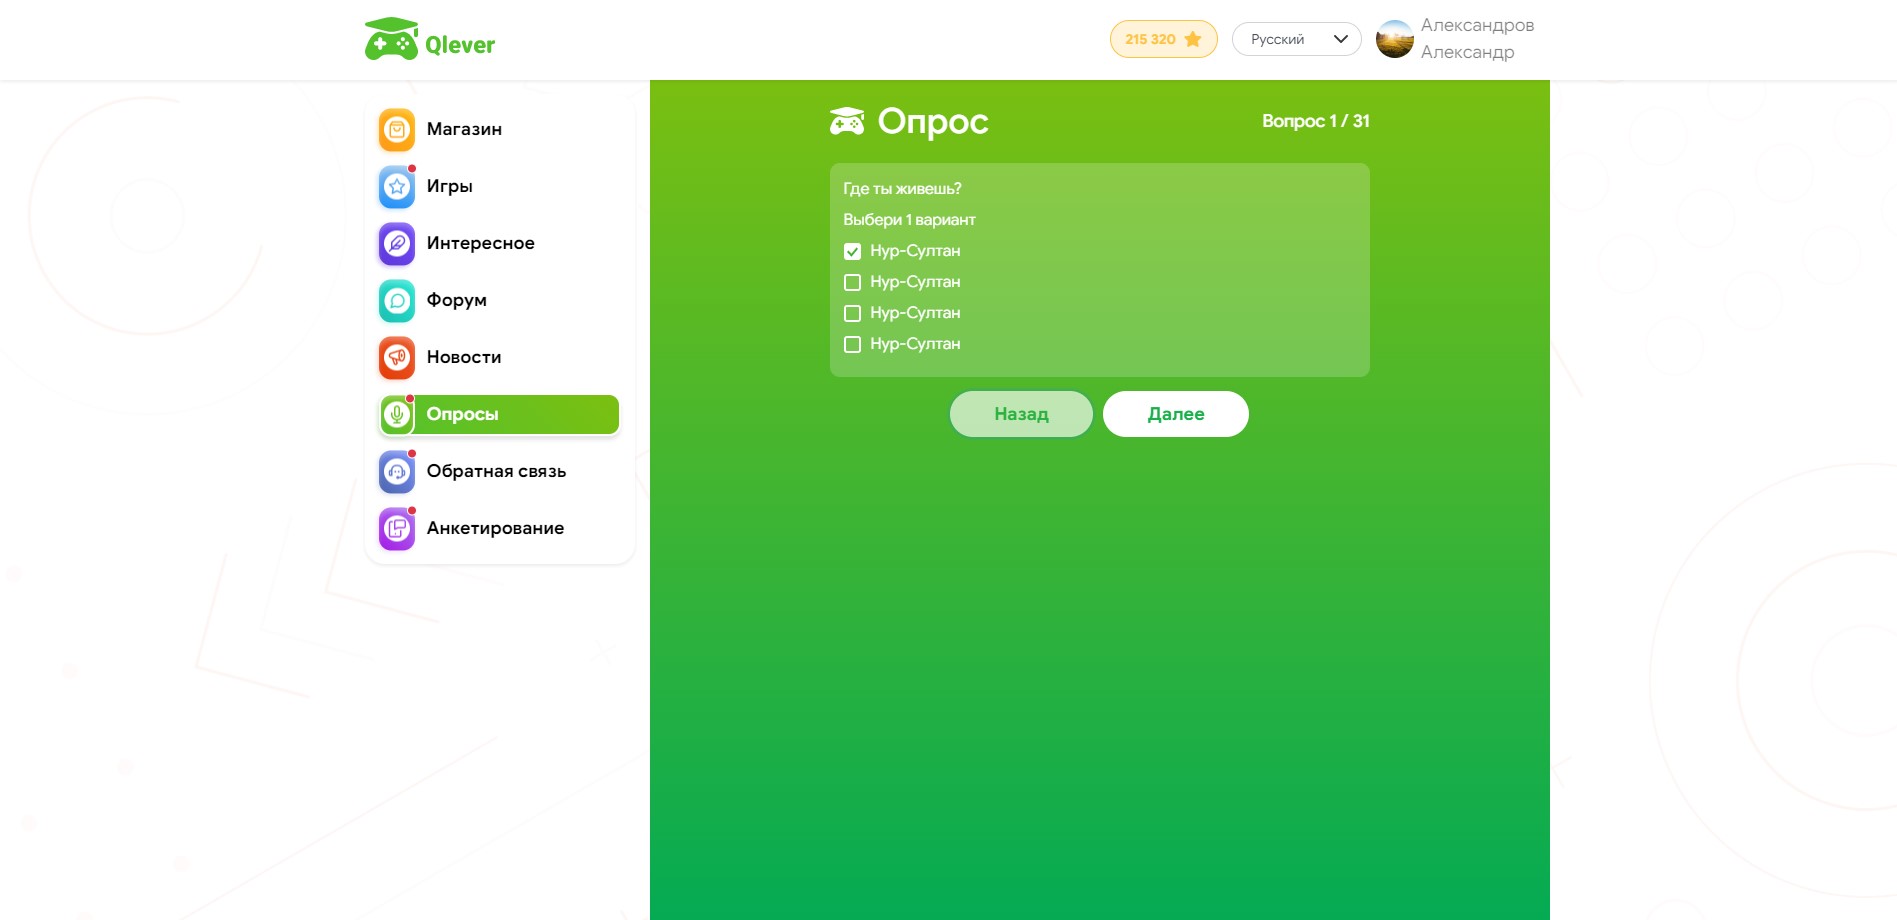 Qlever
215 320
Русский
Александров
Александр
Магазин
Игры
Интересное
Форум
Новости
Опросы
Обратная связь
Анкетирование
Опрос
Вопрос 1 / 31
Где ты живешь?
Выбери 1 вариант
Нур-Султан
Нур-Султан
Нур-Султан
Нур-Султан
Назад
Далее